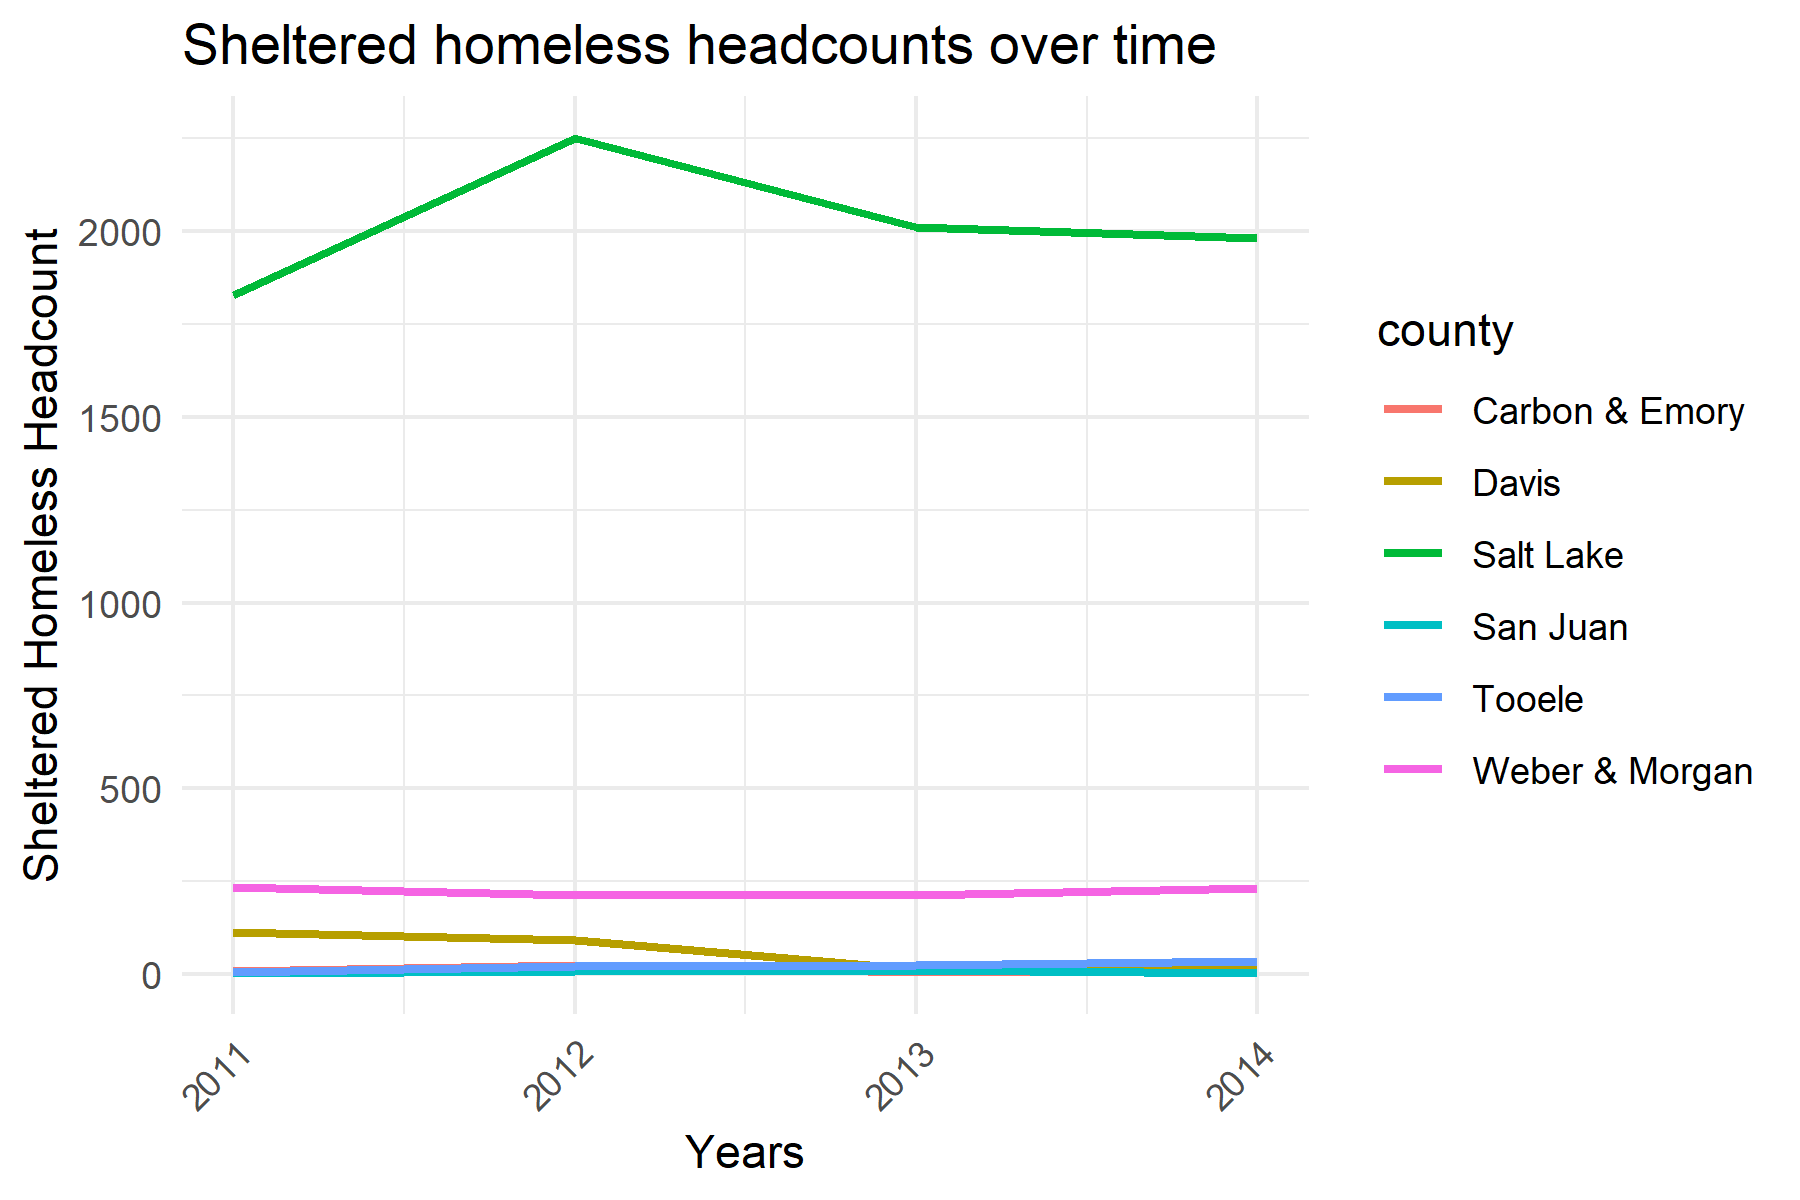 Sheltered homeless headcounts over time
Sheltered Homeless Headcount
2000
1500
1000
500
0
2011
2012
2013
2014
Years
county
Carbon & Emory
Davis
Salt Lake
San Juan
Tooele
Weber & Morgan